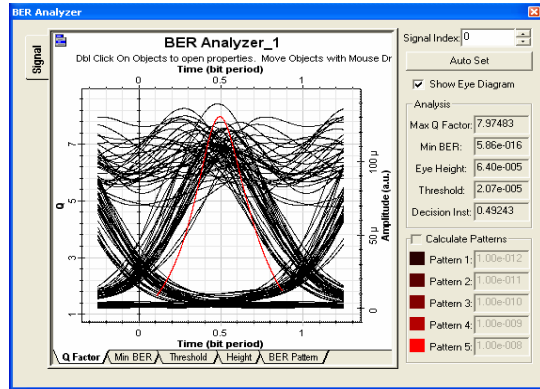 BER Analyzer
Signal
BER Analyzer_1
Dbl Click On Objects to open properties. Move Objects with Mouse Dr
Time (bit period)
0 0.5 1
Q
7
5
3
1
Amplitude (a.u.)
100 µ
50 µ
0
0 0.5 1
Time (bit period)
Q Factor Min BER Threshold Height BER Pattern
Signal Index: 0
Auto Set
Show Eye Diagram
Analysis
Max Q Factor: 7.97483
Min BER: 5.86e-016
Eye Height: 6.40e-005
Threshold: 2.07e-005
Decision Inst: 0.49243
Calculate Patterns
Pattern 1: 1.00e-012
Pattern 2: 1.00e-011
Pattern 3: 1.00e-010
Pattern 4: 1.00e-009
Pattern 5: 1.00e-008